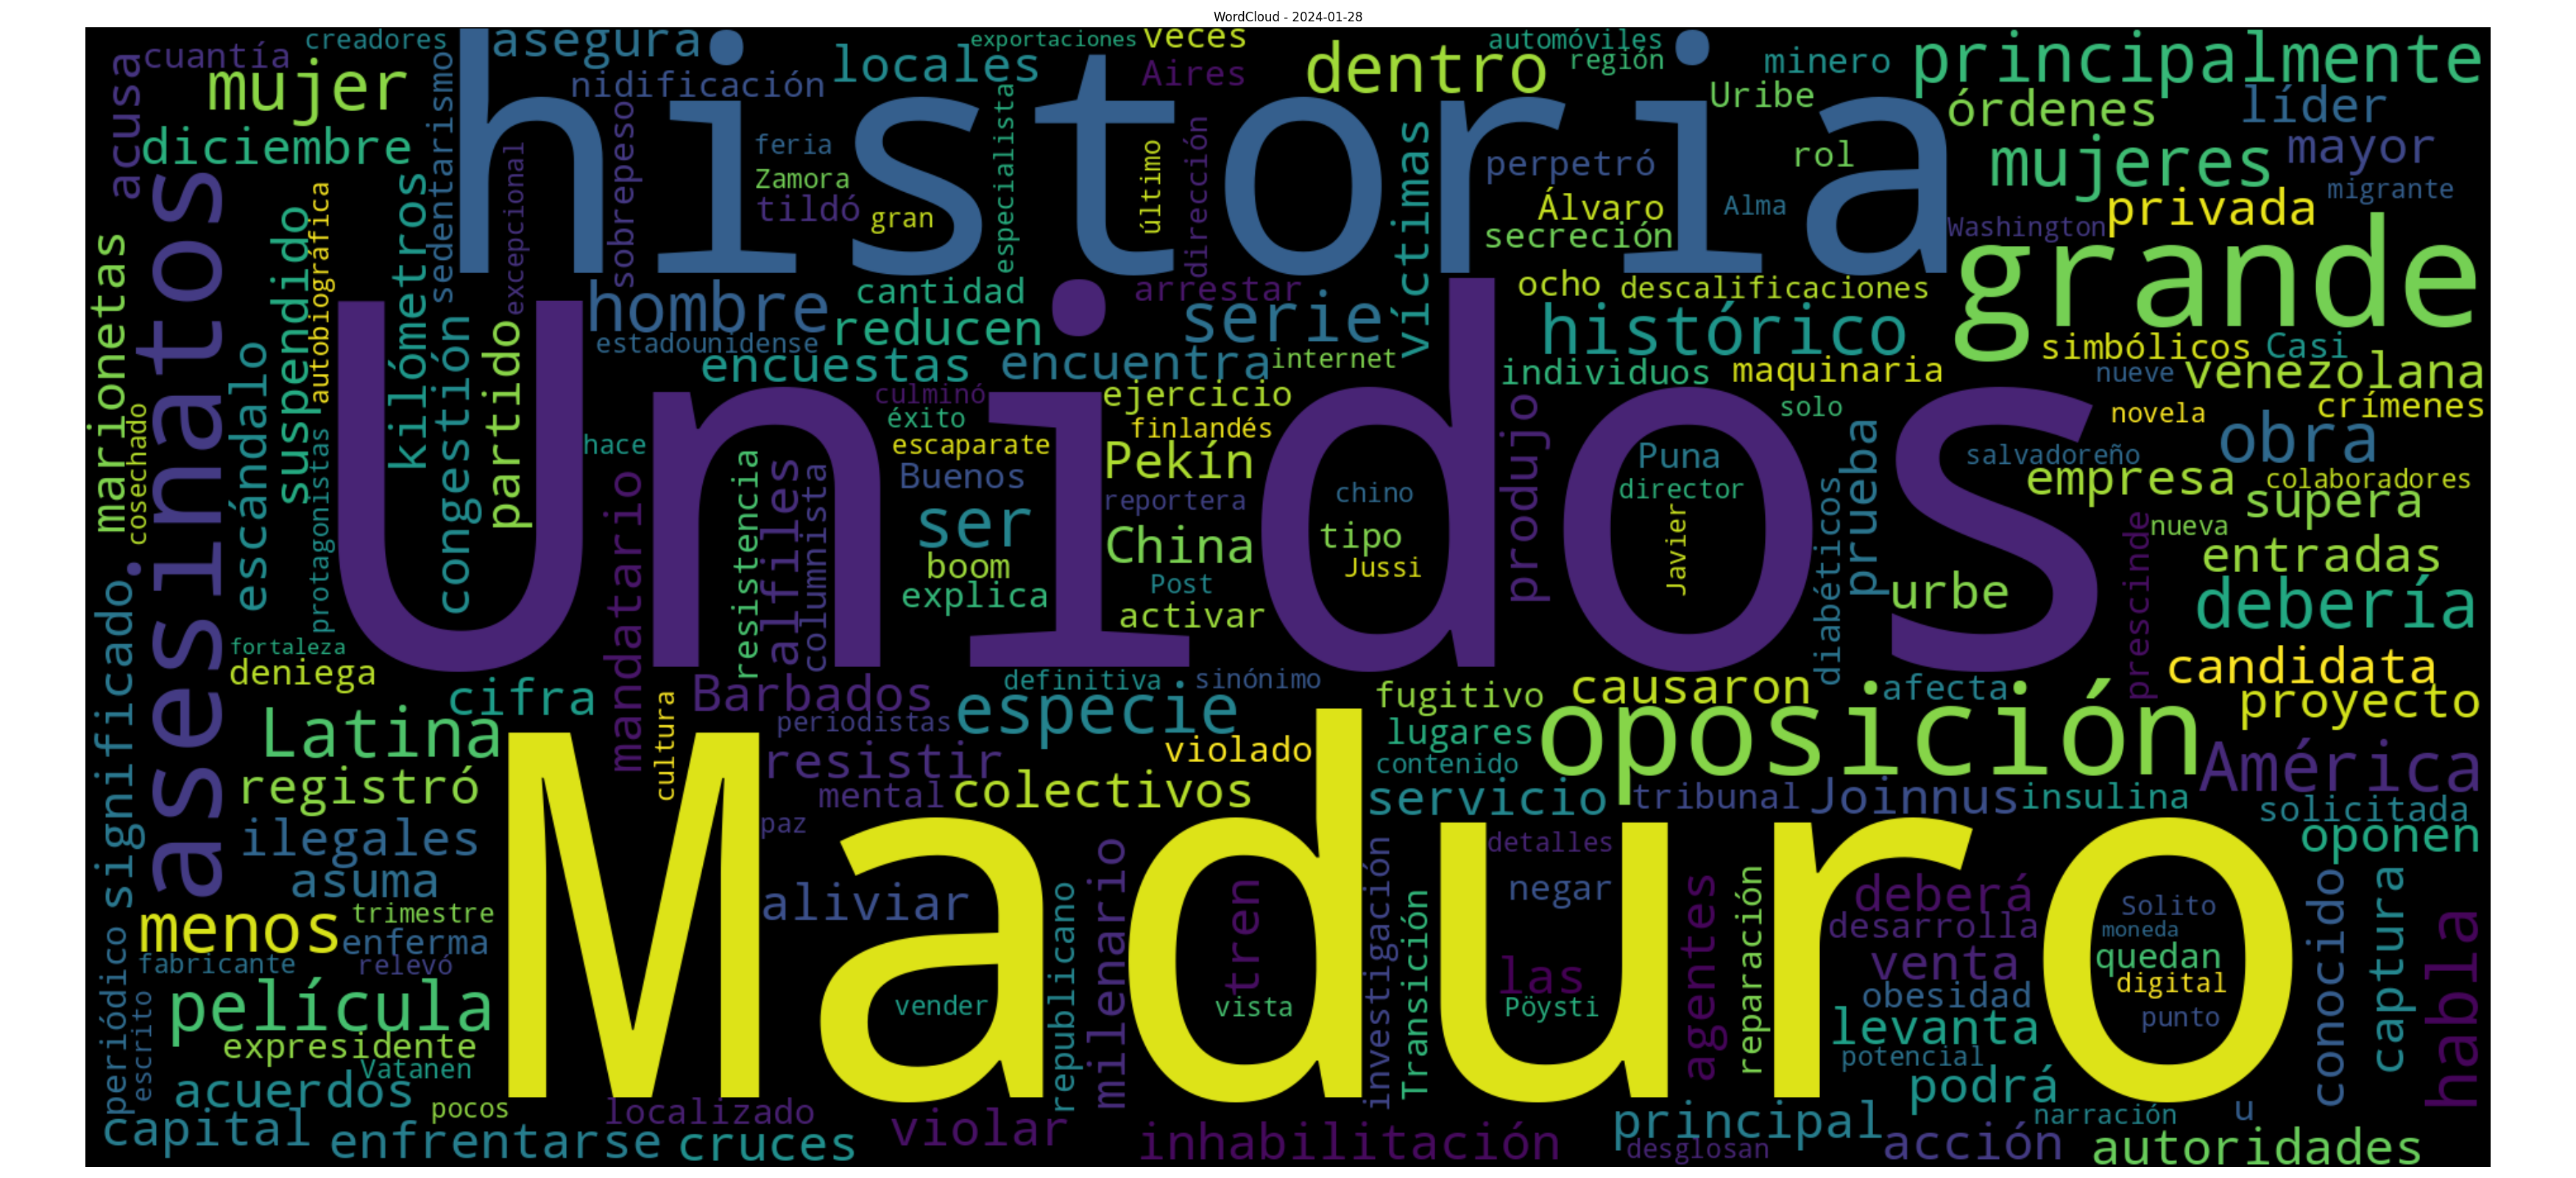 WordCloud - 2024-01-28
cuantía
creadores
asegura
exportaciones
veces
automóviles
región
minero
principalmente
acusa
mujer
sedentarismo
historia
nidificación
locales
Aires
dentro
Uribe
órdenes
líder
diciembre
feria
especialista
último
dirección
víctimas
perpetró
rol
mujeres
mayor
asesinatos
suspendido
autobiográfica
kilómetros
excepcional
sobrepeso
Zamora
tildó
gran
Álvaro
Alma
secreción
migrante
Washington
privada
marionetas
hombre
cantidad
arrestar
ocho
descalificaciones
grande
estadounidense
reducen
serie
histórico
simbólicos
Casi
escándalo
congestión
partido
encuestas
encuentra
internet
individuos
maquinaria
nueve
venezolana
cosechado
protagonistas
Unidos
culminó
ejercicio
solo
novela
crímenes
hace
éxito
escaparate
finlandés
produjo
prueba
obra
mandatario
resistencia
alfiles
columnista
Buenos
Pekín
reportera
chino
Puna
director
salvadoreño
empresa
colaboradores
supera
ser
China
tipo
Javier
diabéticos
prescinde
nueva
entradas
boom
Post
Jussi
explica
activar
urbe
debería
significado
fortaleza
deniega
cifra
Barbados
definitiva
sinónimo
fugitivo
causaron
afecta
candidata
proyecto
Latina
cultura
periodistas
especie
violado
lugares
oposición
registró
resistir
contenido
América
mental
colectivos
servicio
tribunal
Joinnus
insulina
solicitada
ilegales
paz
Maduro
detalles
oponen
asuma
aliviar
milenario
tren
investigación
negar
agentes
reparación
deberá
conocido
captura
habla
menos
trimestre
republicano
Transición
Solito
desarrolla
moneda
enferma
fabricante
relevó
las
venta
quedan
digital
periódico
escrito
película
vender
vista
Pöysti
obesidad
punto
levanta
expresidente
Vatanen
potencial
acuerdos
pocos
localizado
podrá
narración
u
capital
enfrentarse
cruces
violar
inhabilitación
principal
desglosan
acción
autoridades